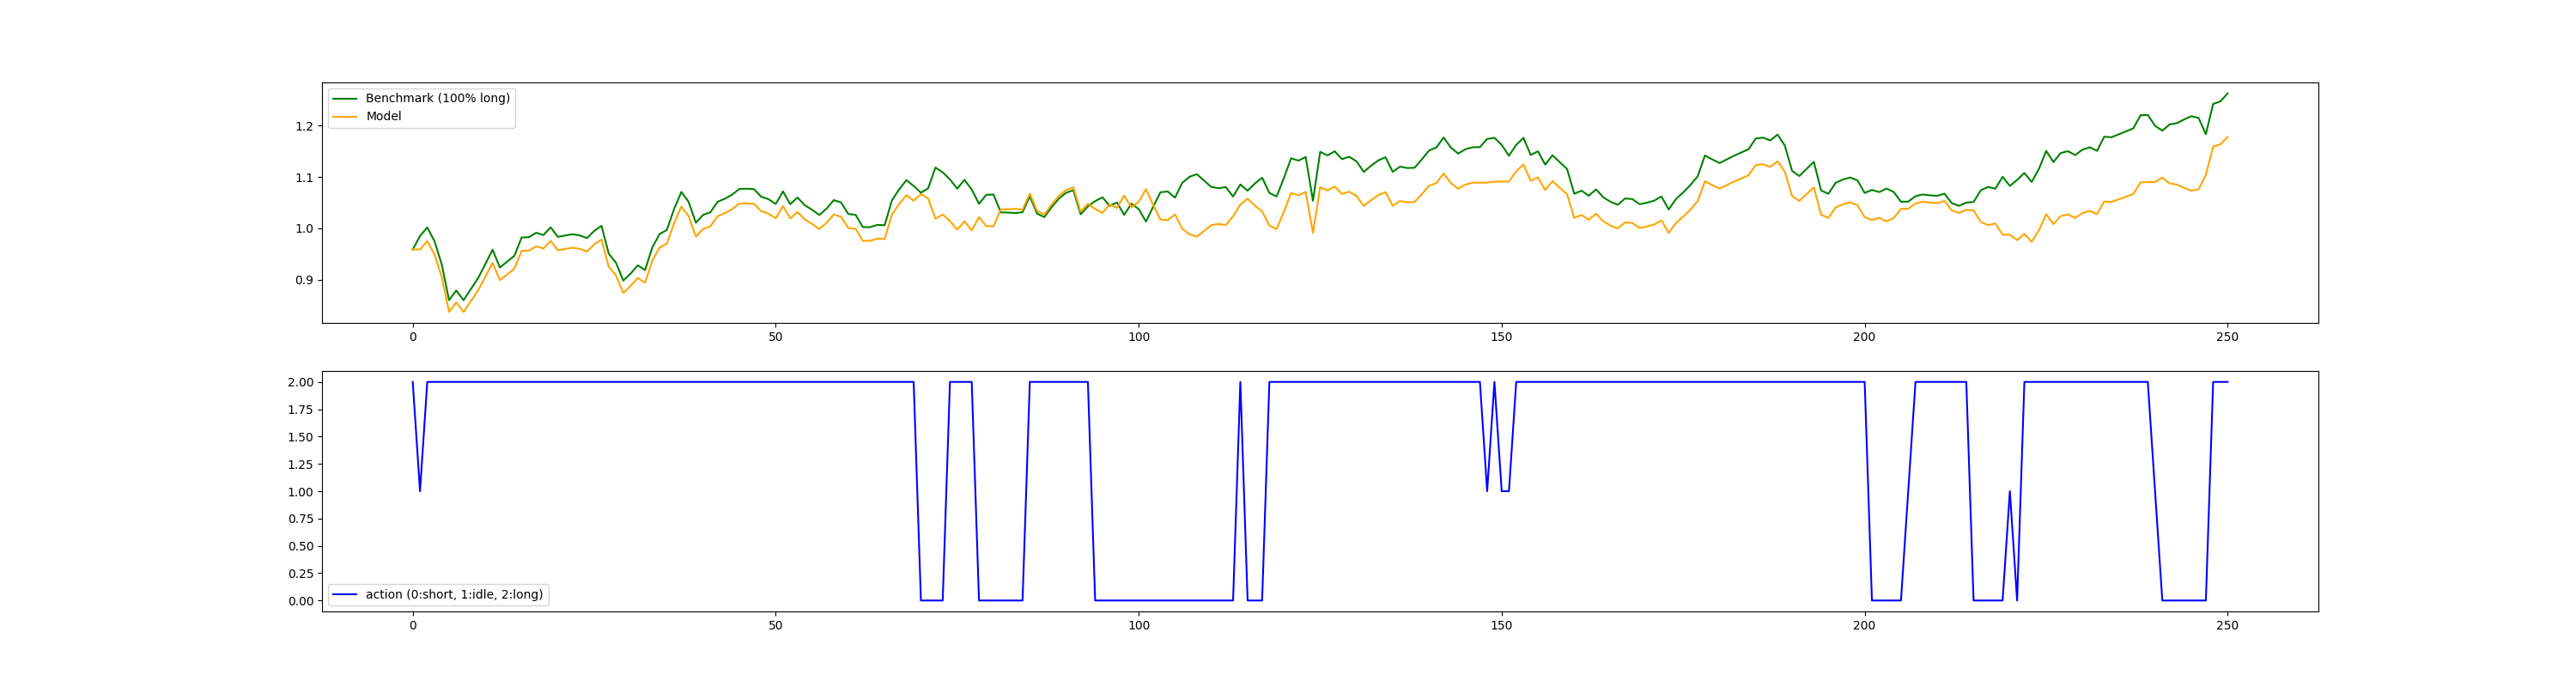 Benchmark (100% long)
Model
1.2
1.1
1.0
0.9
0 50 100 150 200 250
2.00
1.75
1.50
1.25
1.00
0.75
0.50
0.25
0.00
action (0:short, 1:idle, 2:long)
0 50 100 150 200 250